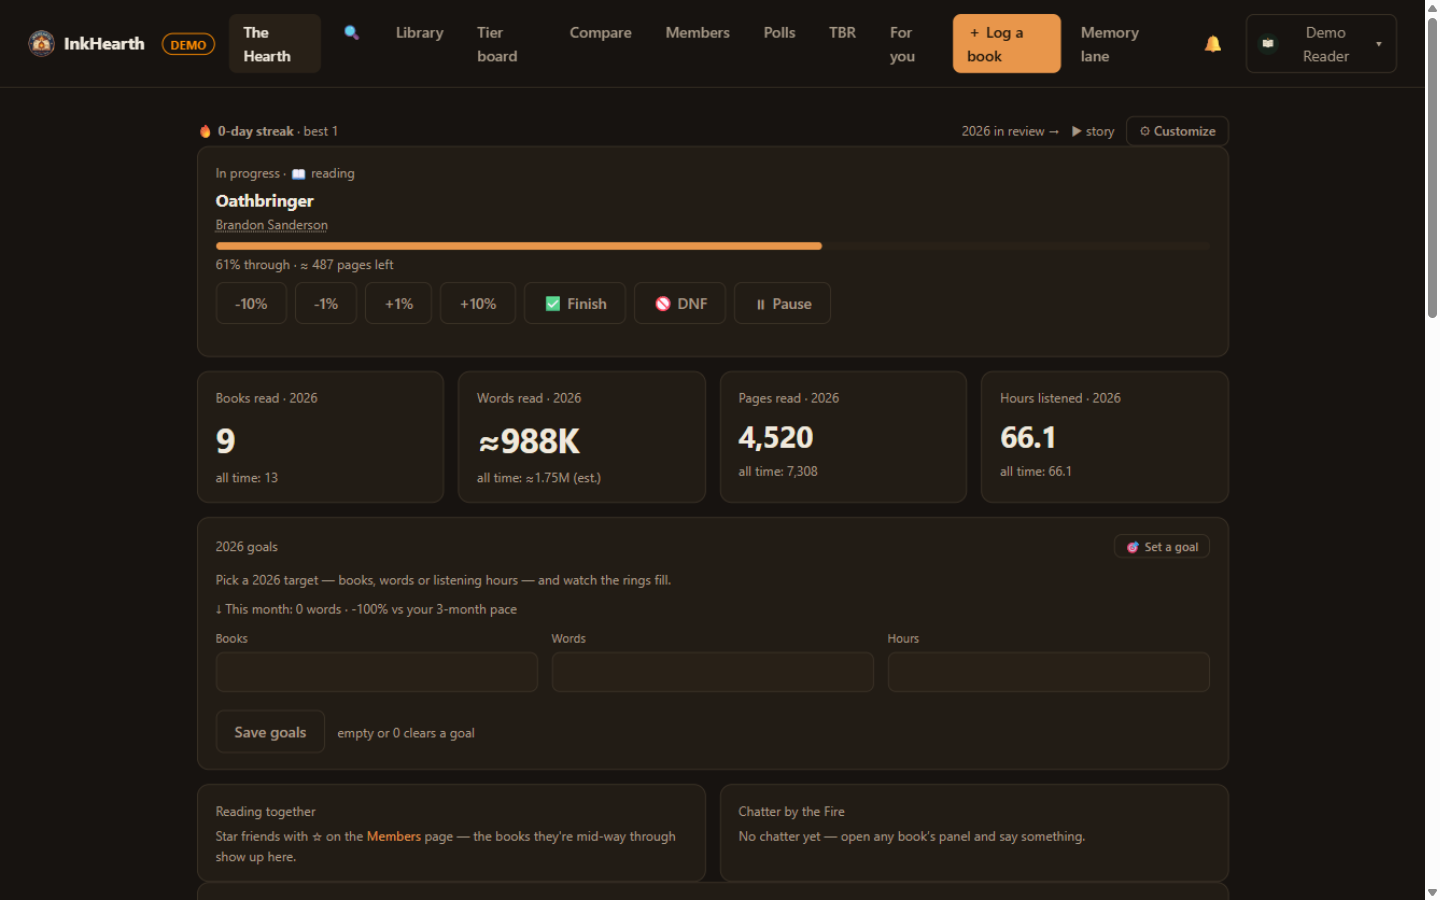 InkHearth DEMO The Hearth 🔍 Library Tier board Compare Members Polls TBR For you + Log a book Memory lane 🔔 Demo Reader ▾
🔥 0-day streak · best 1 2026 in review → ▶ story ⚙ Customize
In progress · 📖 reading
Oathbringer
Brandon Sanderson
61% through · ≈ 487 pages left
-10% -1% +1% +10% ✅ Finish 🚫 DNF ⏸ Pause
Books read · 2026
9
all time: 13
Words read · 2026
≈988K
all time: ≈1.75M (est.)
Pages read · 2026
4,520
all time: 7,308
Hours listened · 2026
66.1
all time: 66.1
2026 goals 🎯 Set a goal
Pick a 2026 target — books, words or listening hours — and watch the rings fill.
↓ This month: 0 words · -100% vs your 3-month pace
Books Words Hours
Save goals empty or 0 clears a goal
Reading together
Star friends with ☆ on the Members page — the books they're mid-way through
show up here.
Chatter by the Fire
No chatter yet — open any book's panel and say something.